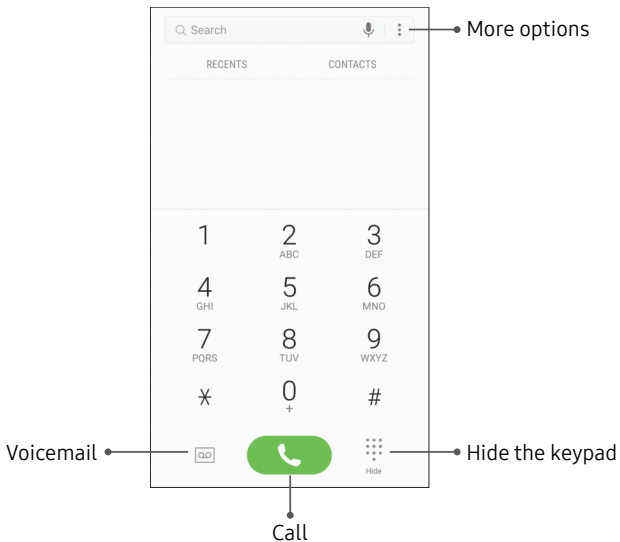 Search
More options
RECENTS CONTACTS
1 2 3
ABC DEF
4 5 6
GHI JKL MNO
7 8 9
PQRS TUV WXYZ
* 0 #
+
Voicemail
Hide the keypad
Hide
Call